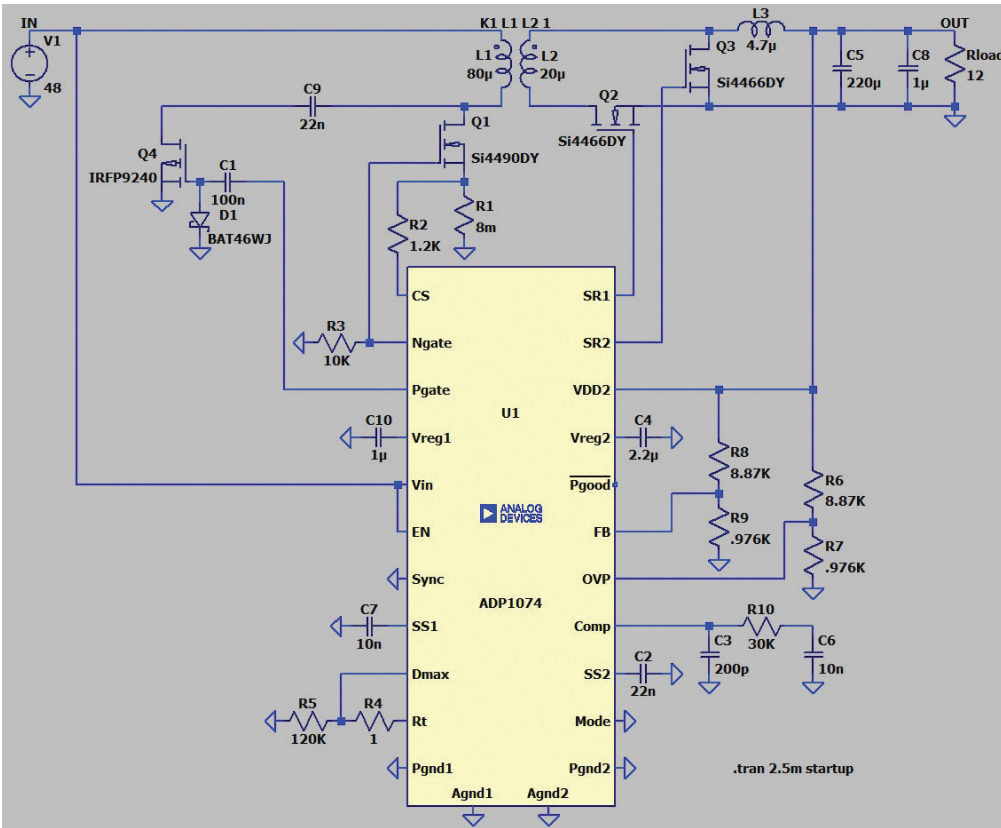 IN
K1 L1 L2 1
L3
OUT
V1
48
L1
80µ
L2
20µ
4.7µ
Q3
Si4466DY
C5
220µ
C8
1µ
Rload
12
C9
22n
Q2
Si4466DY
Q1
Si4490DY
Q4
IRFP9240
C1
100n
D1
BAT46WJ
R2
1.2K
R1
8m
CS
SR1
R3
10K
Ngate
SR2
Pgate
VDD2
U1
C10
1µ
Vreg1
Vreg2
C4
2.2µ
R8
8.87K
R6
8.87K
Vin
Pgood
ANALOG
DEVICES
EN
FB
R9
.976K
R7
.976K
Sync
OVP
ADP1074
C7
10n
SS1
Comp
R10
30K
C3
200p
C6
10n
Dmax
SS2
C2
22n
R5
120K
R4
1
Rt
Mode
Pgnd1
Pgnd2
.tran 2.5m startup
Agnd1
Agnd2